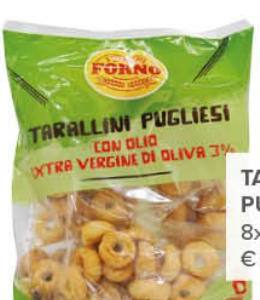 FORNO
TARALLINI PUGLIESI
CON OLIO
EXTRA VERGINE DI OLIVA 3%
TA
PU
8x
€